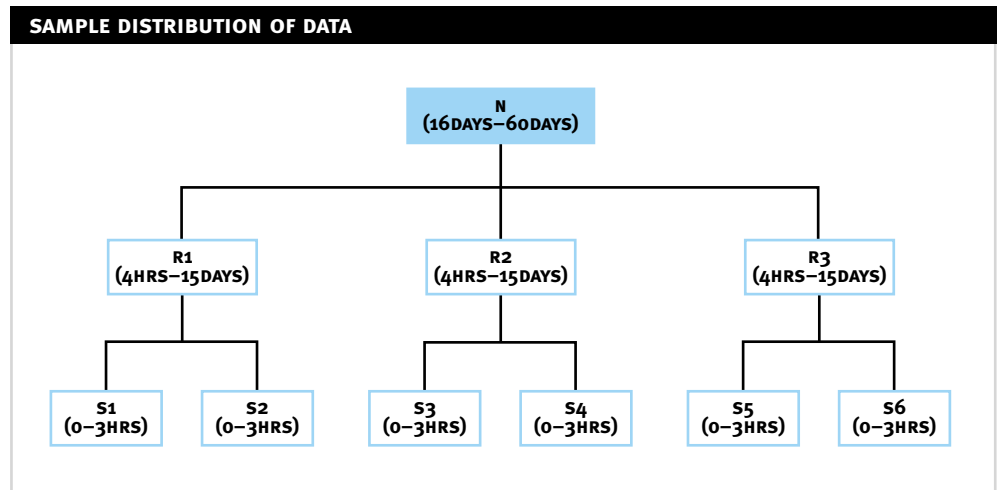 SAMPLE DISTRIBUTION OF DATA
N
(16DAYS–60DAYS)
R1
(4HRS–15DAYS)
R2
(4HRS–15DAYS)
R3
(4HRS–15DAYS)
S1
(0–3HRS)
S2
(0–3HRS)
S3
(0–3HRS)
S4
(0–3HRS)
S5
(0–3HRS)
S6
(0–3HRS)